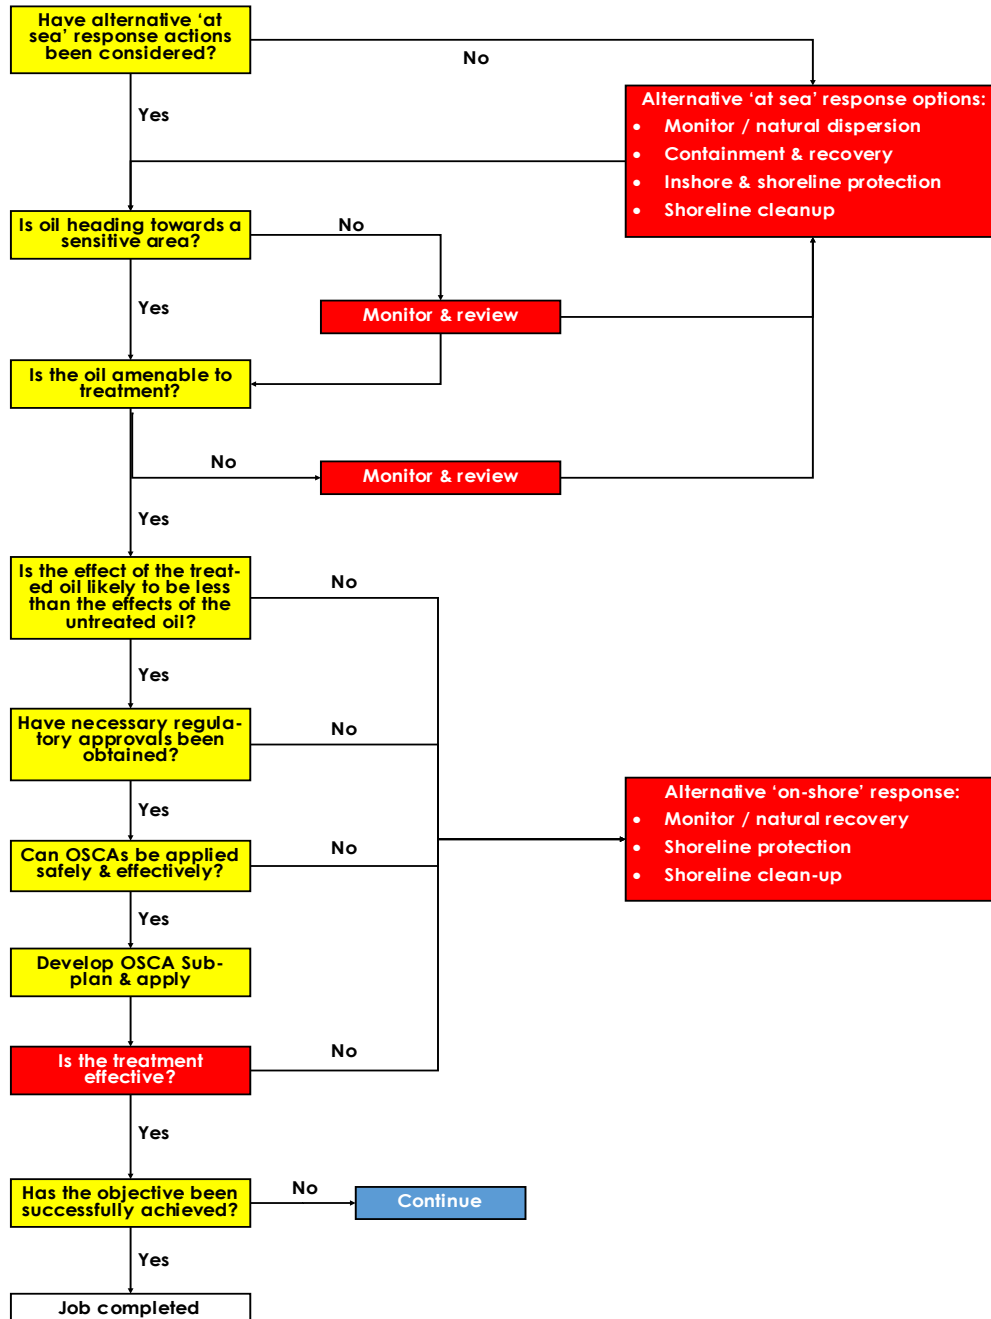 Have alternative ‘at
sea’ response actions
been considered?
No
Yes
Alternative ‘at sea’ response options:
• Monitor / natural dispersion
• Containment & recovery
• Inshore & shoreline protection
• Shoreline cleanup
Is oil heading towards a
sensitive area?
No
Yes
Monitor & review
Is the oil amenable to
treatment?
No
Monitor & review
Yes
Is the effect of the treat-
ed oil likely to be less
than the effects of the
untreated oil?
No
Yes
Have necessary regula-
tory approvals been
obtained?
No
Yes
Alternative ‘on-shore’ response:
• Monitor / natural recovery
• Shoreline protection
• Shoreline clean-up
Can OSCAs be applied
safely & effectively?
No
Yes
Develop OSCA Sub-
plan & apply
Is the treatment
effective?
No
Yes
Has the objective been
successfully achieved?
No
Continue
Yes
Job completed